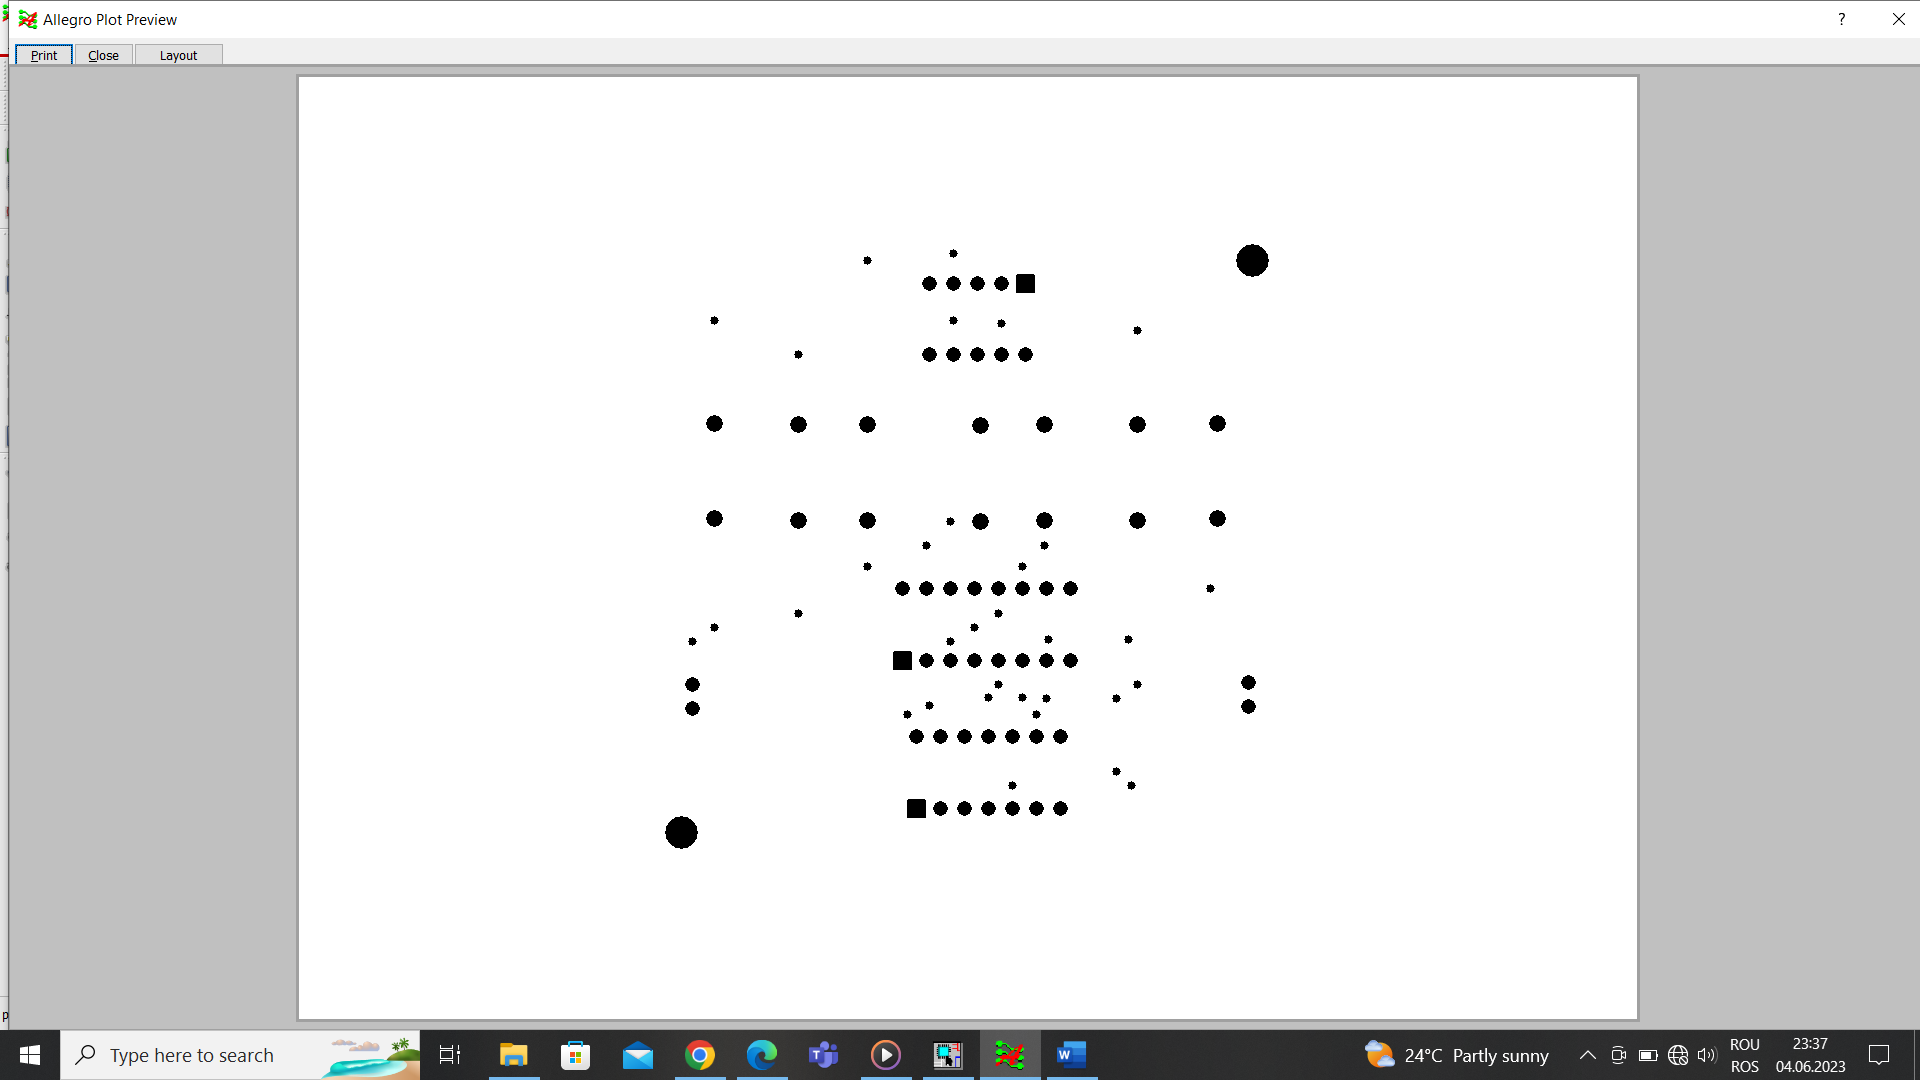 Allegro Plot Preview
?
Print
Close
Layout
p
Type here to search
24°C Partly sunny
ROU
ROS
23:37
04.06.2023